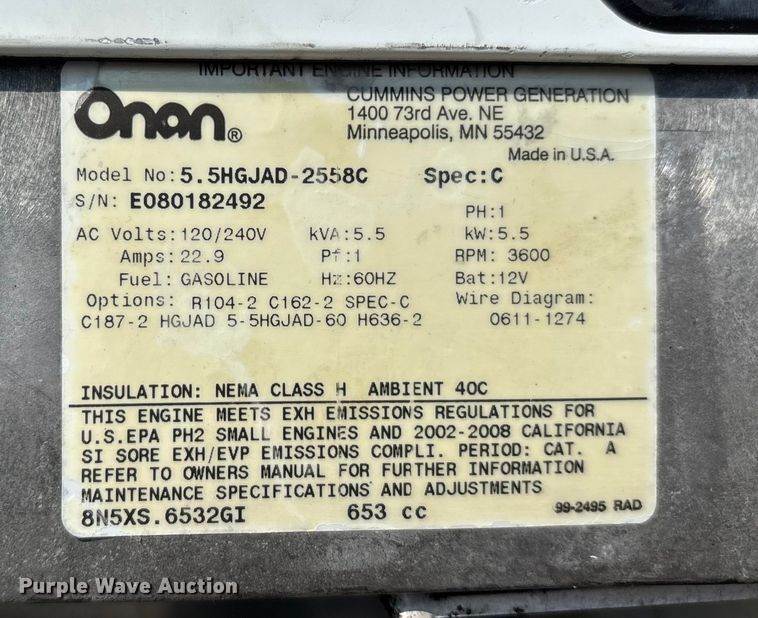 IMPORTANT ENGINE INFORMATION
Onan®
CUMMINS POWER GENERATION
1400 73rd Ave. NE
Minneapolis, MN 55432
Made in U.S.A.
Model No: 5.5HGJAD-2558C Spec: C
S/N: E080182492
PH: 1
AC Volts: 120/240V kVA: 5.5 kW: 5.5
Amps: 22.9 Pf: 1 RPM: 3600
Fuel: GASOLINE Hz: 60HZ Bat: 12V
Options: R104-2 C162-2 SPEC-C Wire Diagram:
C187-2 HGJAD 5-5HGJAD-60 H636-2 0611-1274
INSULATION: NEMA CLASS H AMBIENT 40C
THIS ENGINE MEETS EXH EMISSIONS REGULATIONS FOR
U.S.EPA PH2 SMALL ENGINES AND 2002-2008 CALIFORNIA
SI SORE EXH/EVP EMISSIONS COMPLI. PERIOD: CAT. A
REFER TO OWNERS MANUAL FOR FURTHER INFORMATION
MAINTENANCE SPECIFICATIONS AND ADJUSTMENTS
8N5XS.6532GI 653 cc 99-2495 RAD
Purple Wave Auction